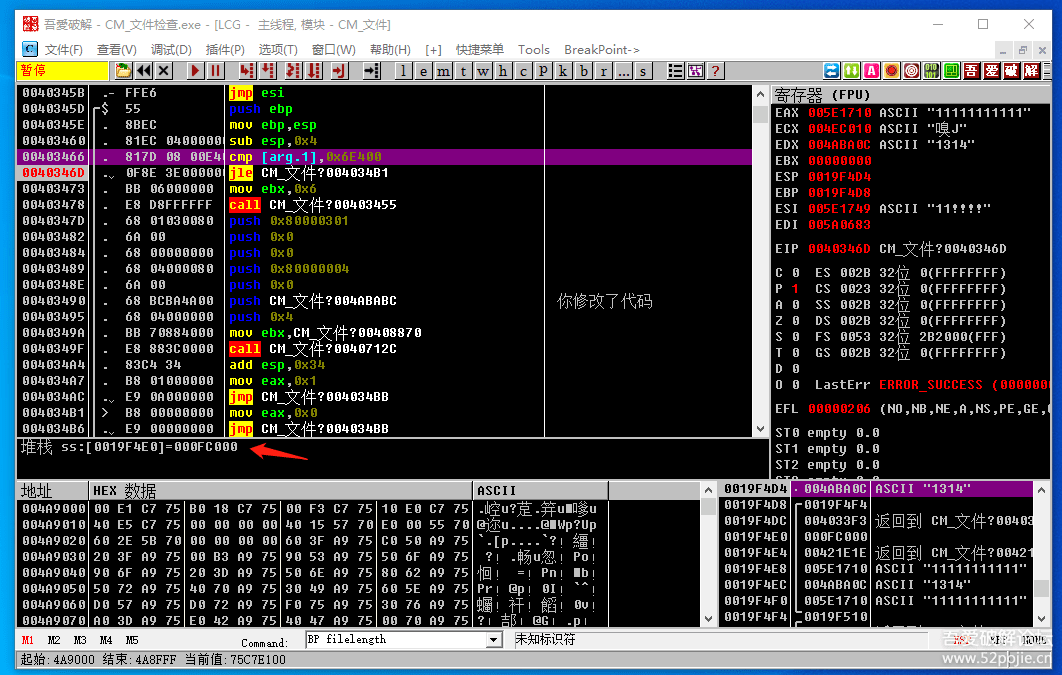 吾爱破解 - CM_文件检查.exe - [LCG - 主线程, 模块 - CM_文件]
文件(F) 查看(V) 调试(D) 插件(P) 选项(T) 窗口(W) 帮助(H) [+] 快捷菜单 Tools BreakPoint->
暂停 l e m t w h c p k b r ... s ? 吾 爱 破 解
0040345B .- FFE6 jmp esi
0040345D $ 55 push ebp
0040345E . 8BEC mov ebp,esp
00403460 . 81EC 04000000 sub esp,0x4
00403466 . 817D 08 00E4 cmp [arg.1],0x6E400
0040346D . 0F8E 3E000000 jle CM_文件?004034B1
00403473 . BB 06000000 mov ebx,0x6
00403478 . E8 D8FFFFFF call CM_文件?00403455
0040347D . 68 01030080 push 0x80000301
00403482 . 6A 00 push 0x0
00403484 . 68 00000000 push 0x0
00403489 . 68 04000080 push 0x80000004
0040348E . 6A 00 push 0x0
00403490 . 68 BCBA4A00 push CM_文件?004ABABC 你修改了代码
00403495 . 68 04000000 push 0x4
0040349A . BB 70884000 mov ebx,CM_文件?00408870
0040349F . E8 883C0000 call CM_文件?0040712C
004034A4 . 83C4 34 add esp,0x34
004034A7 . B8 01000000 mov eax,0x1
004034AC . E9 0A000000 jmp CM_文件?004034BB
004034B1 > B8 00000000 mov eax,0x0
004034B6 . E9 00000000 jmp CM_文件?004034BB
堆栈 ss:[0019F4E0]=000FC000
寄存器 (FPU)
EAX 005E1710 ASCII "11111111111"
ECX 004EC010 ASCII "嗅J"
EDX 004ABA0C ASCII "1314"
EBX 00000000
ESP 0019F4D4
EBP 0019F4D8
ESI 005E1749 ASCII "11!!!!"
EDI 005A0683
EIP 0040346D CM_文件?0040346D
C 0 ES 002B 32位 0(FFFFFFFF)
P 1 CS 0023 32位 0(FFFFFFFF)
A 0 SS 002B 32位 0(FFFFFFFF)
Z 0 DS 002B 32位 0(FFFFFFFF)
S 0 FS 0053 32位 2B2000(FFF)
T 0 GS 002B 32位 0(FFFFFFFF)
D 0
O 0 LastErr ERROR_SUCCESS (0000000
EFL 00000206 (NO,NB,NE,A,NS,PE,GE,
ST0 empty 0.0
ST1 empty 0.0
ST2 empty 0.0
地址 HEX 数据 ASCII
004A9000 00 E1 C7 75 B0 18 C7 75 00 F3 C7 75 10 E0 C7 75
004A9010 40 E5 C7 75 00 00 00 00 40 15 57 70 E0 00 55 70
004A9020 60 2E 5B 70 00 00 00 00 60 3F A9 75 C0 50 A9 75
004A9030 20 3F A9 75 00 B3 A9 75 90 53 A9 75 50 6F A9 75
004A9040 90 6F A9 75 20 3D A9 75 50 6E A9 75 80 62 A9 75
004A9050 50 72 A9 75 40 70 A9 75 30 49 A9 75 60 5E A9 75
004A9060 D0 57 A9 75 D0 72 A9 75 F0 75 A9 75 30 76 A9 75
004A9070 A0 3D A9 75 E0 42 A9 75 40 47 A9 75 00 70 A9 75
0019F4D4 004ABA0C ASCII "1314"
0019F4D8 0019F4F4
0019F4DC 004033F3 返回到 CM_文件?00403
0019F4E0 000FC000
0019F4E4 00421E1E 返回到 CM_文件?00421
0019F4E8 005E1710 ASCII "11111111111"
0019F4EC 004ABA0C ASCII "1314"
0019F4F0 005E1710 ASCII "11111111111"
0019F4F4 0019F510
M1 M2 M3 M4 M5 Command: BP filelength 未知标识符
起始: 4A9000 结束: 4A8FFF 当前值: 75C7E100
吾爱破解论坛
www.52pojie.cn